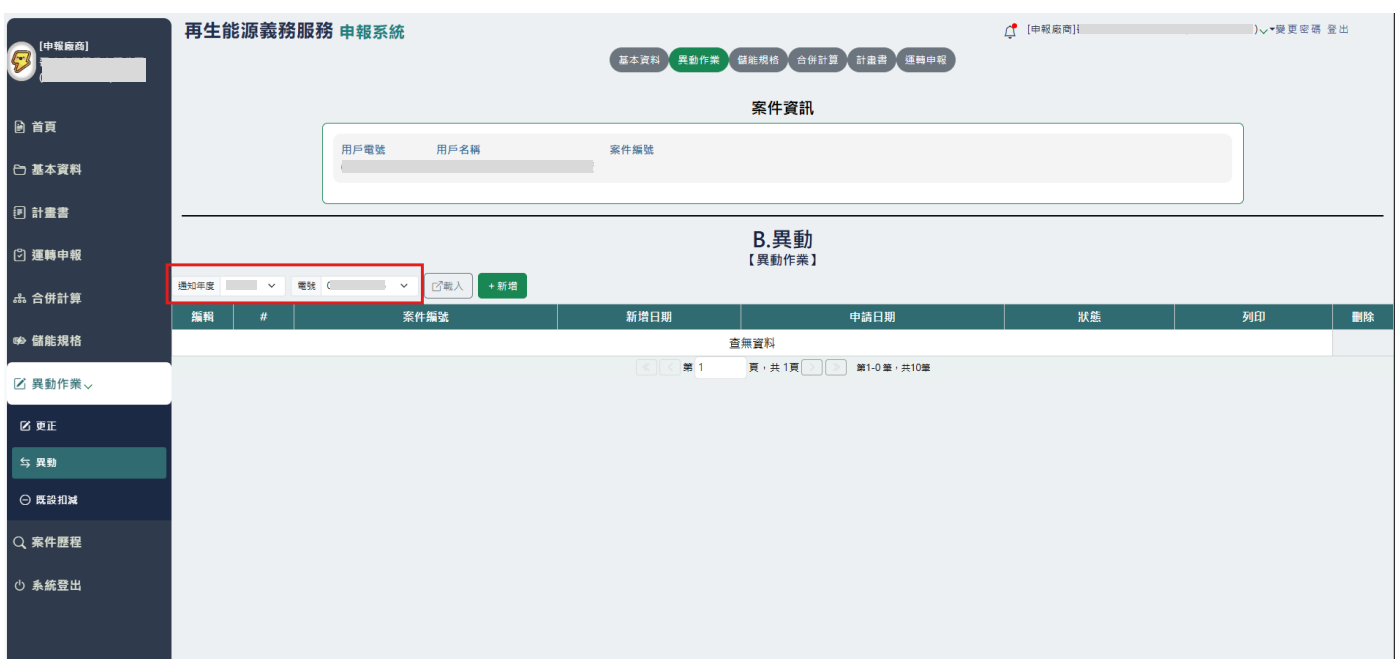 再生能源義務服務 申報系統
[申報廠商]
[申報廠商]
變更密碼 登出
基本資料 異動作業 儲能規格 合併計算 計畫書 運轉申報
首頁
基本資料
計畫書
運轉申報
合併計算
儲能規格
異動作業
更正
異動
既設扣減
案件歷程
系統登出
案件資訊
用戶電號 用戶名稱 案件編號
B.異動
【異動作業】
通知年度 電號 載入 +新增
編輯 # 案件編號 新增日期 申請日期 狀態 列印 刪除
查無資料
第 1 頁，共 1頁 第1-0 筆，共10筆